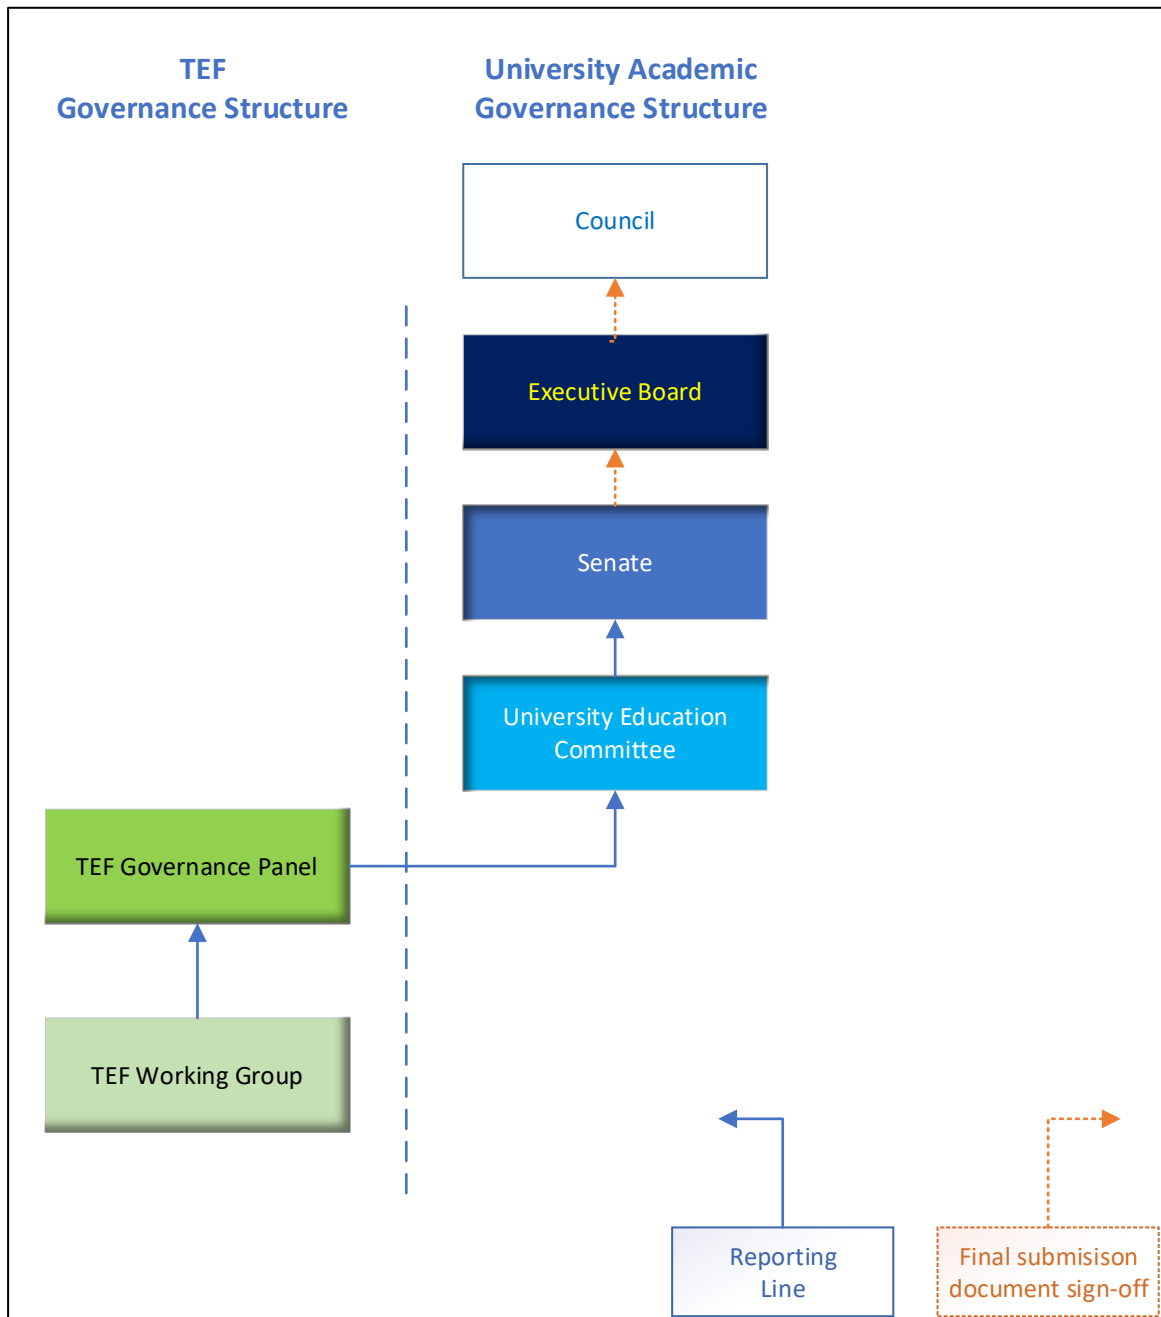 TEF
Governance Structure
University Academic
Governance Structure
Council
Executive Board
Senate
University Education
Committee
TEF Governance Panel
TEF Working Group
Reporting
Line
Final submisison
document sign-off